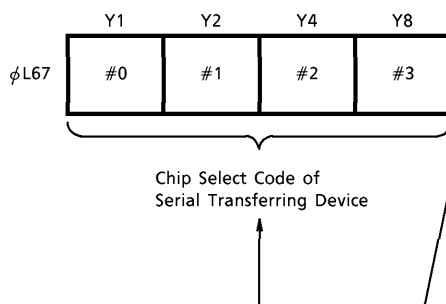 Y1 Y2 Y4 Y8
ϕL67 #0 #1 #2 #3
Chip Select Code of
Serial Transferring Device